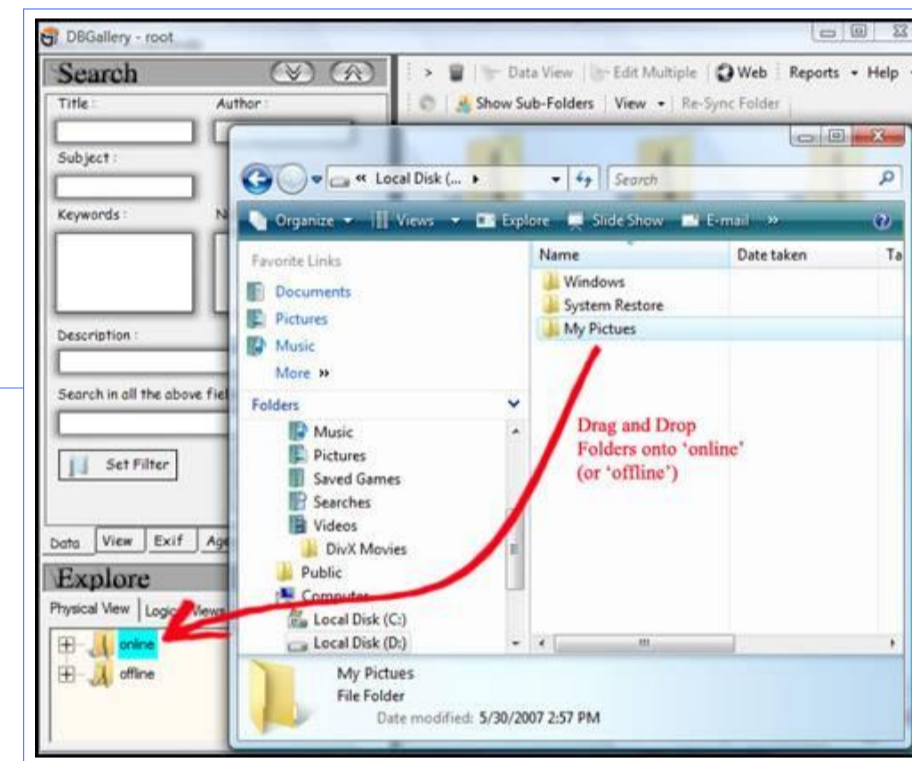 DBGallery - root
Search
Title :
Author :
Subject :
Keywords :
N
Description :
Search in all the above fiel
Set Filter
Data View Exif Age
Explore
Physical View Logic Views
online
offline
> Data View Edit Multiple Web Reports Help
Show Sub-Folders View Re-Sync Folder
« Local Disk (...
Search
Organize Views Explore Slide Show E-mail »
Favorite Links
Documents
Pictures
Music
More »
Folders
Music
Pictures
Saved Games
Searches
Videos
DivX Movies
Public
Computer
Local Disk (C:)
Local Disk (D:)
Name Date taken Ta
Windows
System Restore
My Pictues
Drag and Drop
Folders onto ‘online’
(or ‘offline’)
My Pictues
File Folder
Date modified: 5/30/2007 2:57 PM